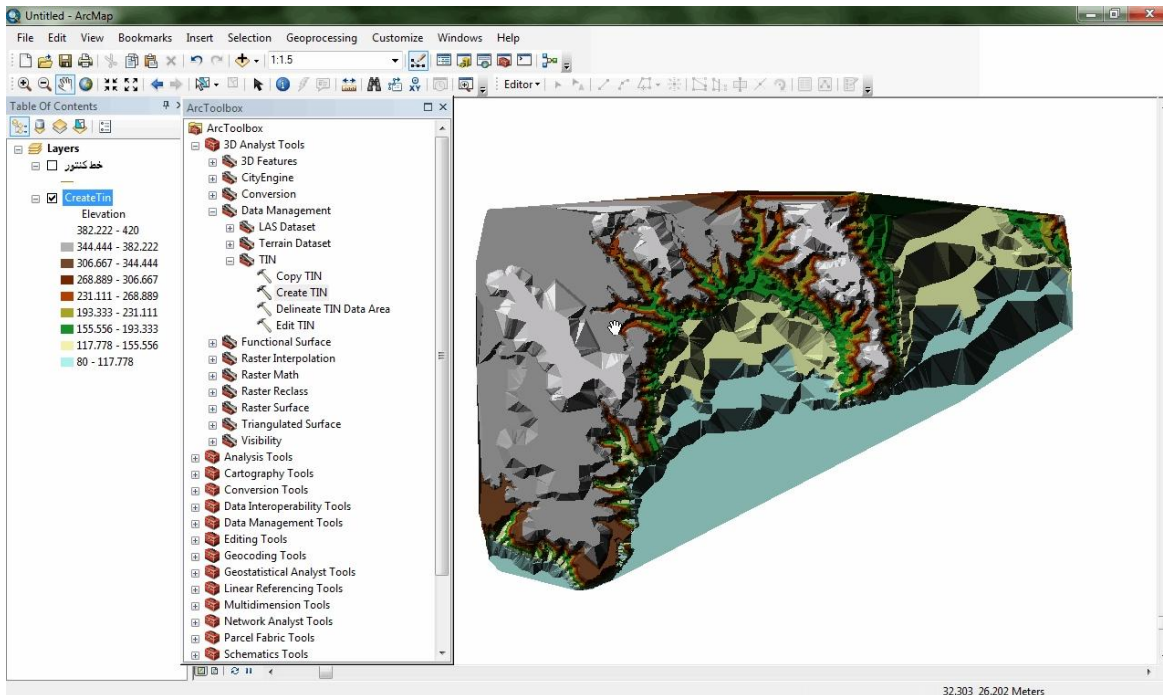 Untitled - ArcMap
File Edit View Bookmarks Insert Selection Geoprocessing Customize Windows Help
1:1.5
Editor
Table Of Contents
Layers
خط کنتور
CreateTin
Elevation
382.222 - 420
344.444 - 382.222
306.667 - 344.444
268.889 - 306.667
231.111 - 268.889
193.333 - 231.111
155.556 - 193.333
117.778 - 155.556
80 - 117.778
ArcToolbox
ArcToolbox
3D Analyst Tools
3D Features
CityEngine
Conversion
Data Management
LAS Dataset
Terrain Dataset
TIN
Copy TIN
Create TIN
Delineate TIN Data Area
Edit TIN
Functional Surface
Raster Interpolation
Raster Math
Raster Reclass
Raster Surface
Triangulated Surface
Visibility
Analysis Tools
Cartography Tools
Conversion Tools
Data Interoperability Tools
Data Management Tools
Editing Tools
Geocoding Tools
Geostatistical Analyst Tools
Linear Referencing Tools
Multidimension Tools
Network Analyst Tools
Parcel Fabric Tools
Schematics Tools
32.303 26.202 Meters